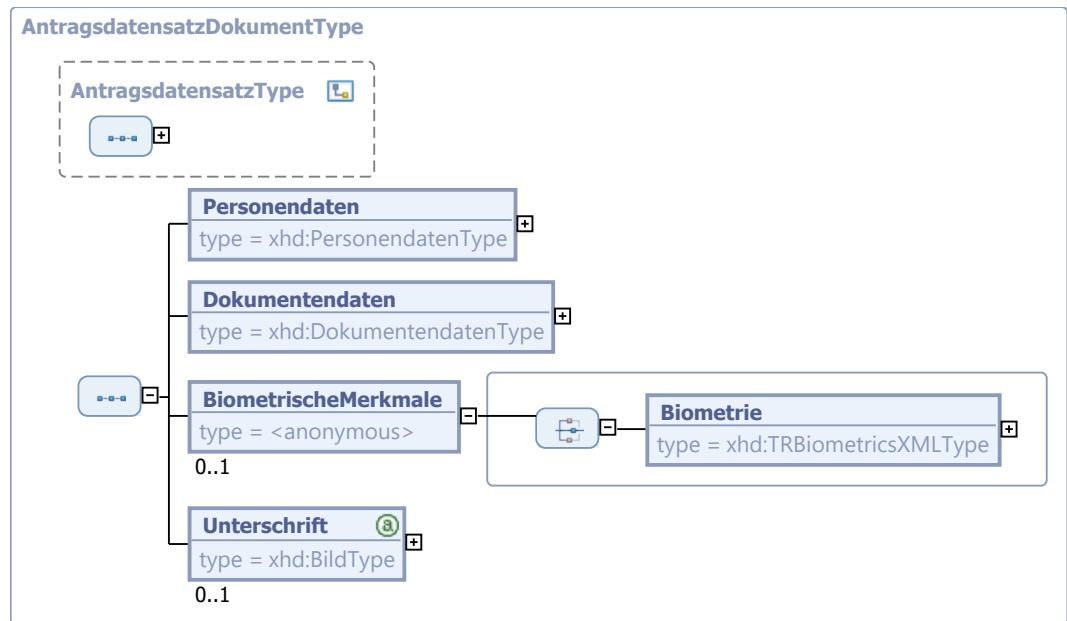 AntragsdatensatzDokumentType
AntragsdatensatzType
Personendaten
type = xhd:PersonendatenType
Dokumentendaten
type = xhd:DokumentendatenType
BiometrischeMerkmale
type = <anonymous>
0..1
Biometrie
type = xhd:TRBiometricsXMLType
Unterschrift a
type = xhd:BildType
0..1